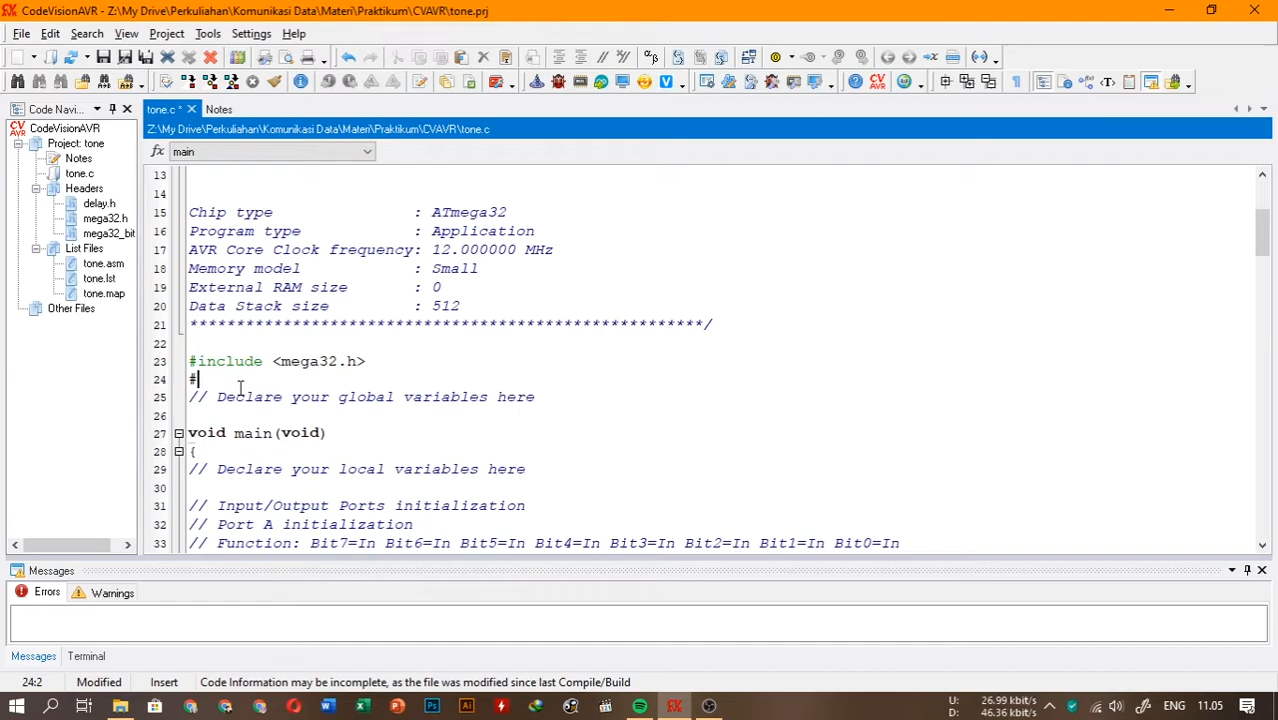 CodeVisionAVR - Z:\My Drive\Perkuliahan\Komunikasi Data\Materi\Praktikum\CVAVR\tone.prj
File Edit Search View Project Tools Settings Help
Code Navi...
tone.c * Notes
CodeVisionAVR
Project: tone
Notes
tone.c
Headers
delay.h
mega32.h
mega32_bit
List Files
tone.asm
tone.lst
tone.map
Other Files
Z:\My Drive\Perkuliahan\Komunikasi Data\Materi\Praktikum\CVAVR\tone.c
fx main
13
14
15 Chip type : ATmega32
16 Program type : Application
17 AVR Core Clock frequency: 12.000000 MHz
18 Memory model : Small
19 External RAM size : 0
20 Data Stack size : 512
21 *******************************************************/
22
23 #include <mega32.h>
24 #
25 // Declare your global variables here
26
27 void main(void)
28 {
29 // Declare your local variables here
30
31 // Input/Output Ports initialization
32 // Port A initialization
33 // Function: Bit7=In Bit6=In Bit5=In Bit4=In Bit3=In Bit2=In Bit1=In Bit0=In
Messages
Errors Warnings
Messages Terminal
24:2 Modified Insert Code Information may be incomplete, as the file was modified since last Compile/Build
U: 26.99 kbit/s
D: 46.36 kbit/s
ENG 11.05